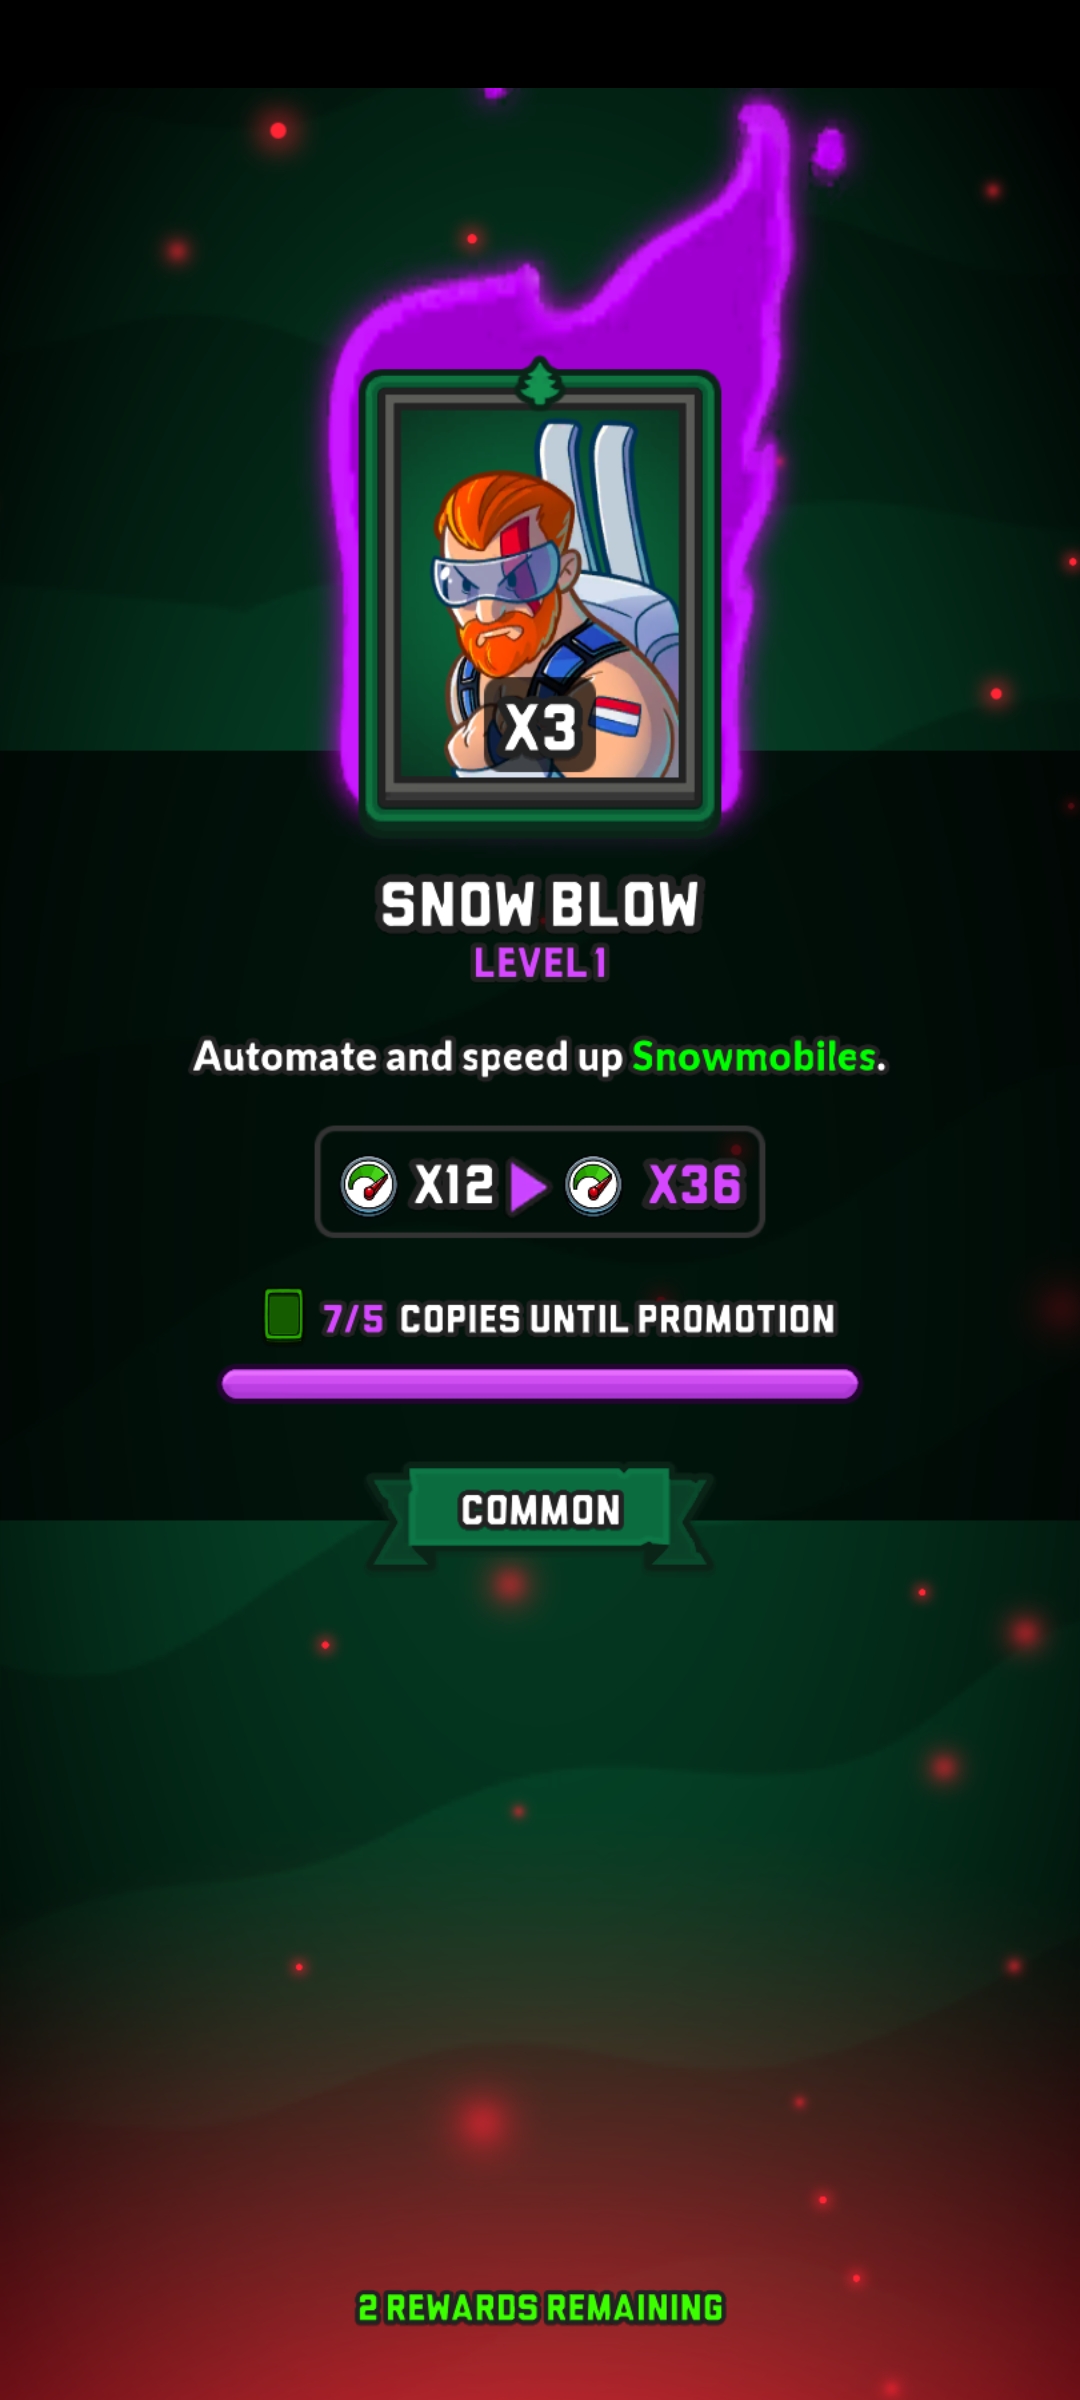 X3
SNOW BLOW
LEVEL 1
Automate and speed up Snowmobiles.
X12 X36
7/5 COPIES UNTIL PROMOTION
COMMON
2 REWARDS REMAINING